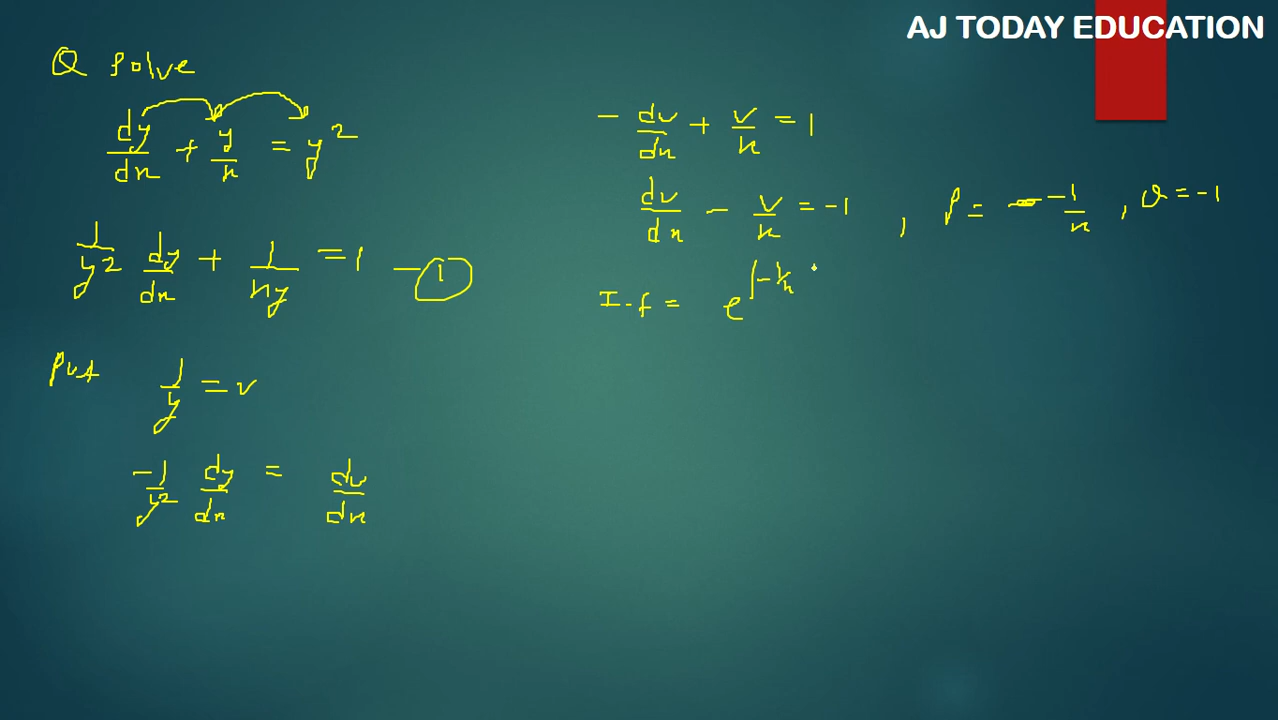 AJ TODAY EDUCATION
Q Solve
dy/dx + y/x = y²
1/y² dy/dx + 1/xy = 1 — ①
Put 1/y = v
-1/y² dy/dx = dv/dx
- dv/dx + v/x = 1
dv/dx - v/x = -1 , P = -1/x , Q = -1
I.f = e^∫-1/x